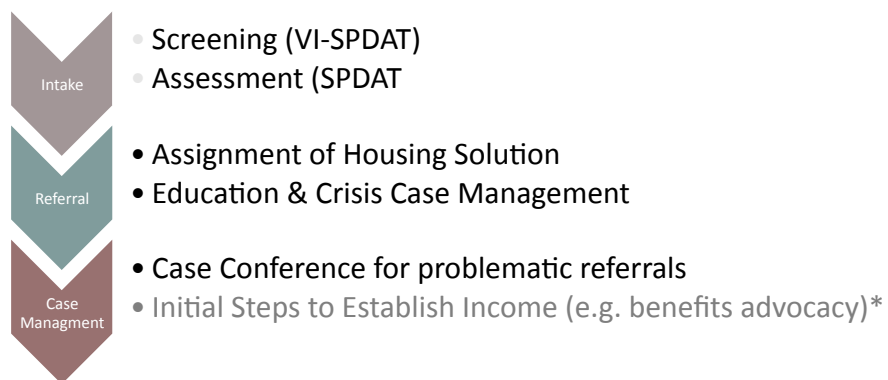 Intake
• Screening (VI-SPDAT)
• Assessment (SPDAT
Referral
• Assignment of Housing Solution
• Education & Crisis Case Management
Case
Managment
• Case Conference for problematic referrals
• Initial Steps to Establish Income (e.g. benefits advocacy)*